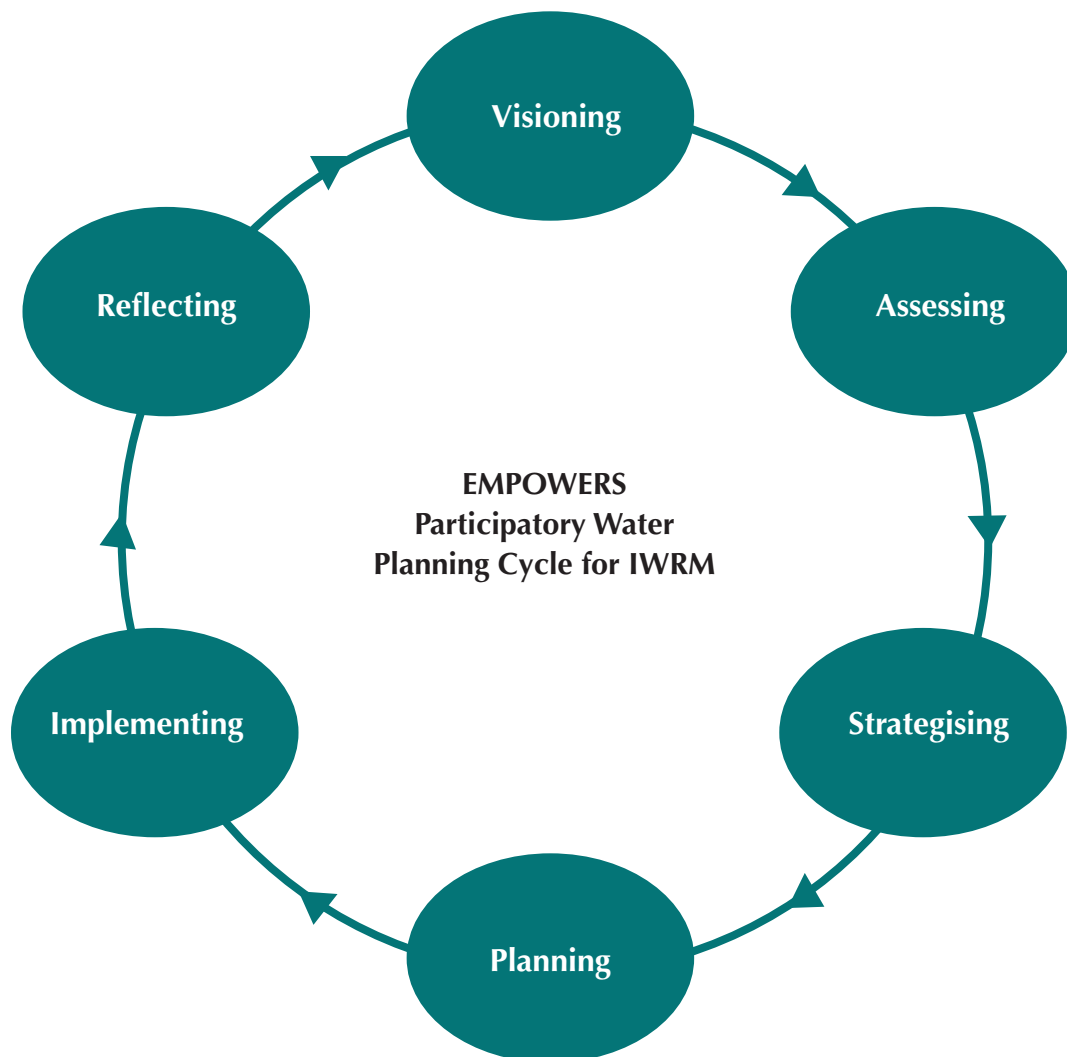 Visioning
Assessing
Strategising
Planning
Implementing
Reflecting
EMPOWERS
Participatory Water
Planning Cycle for IWRM